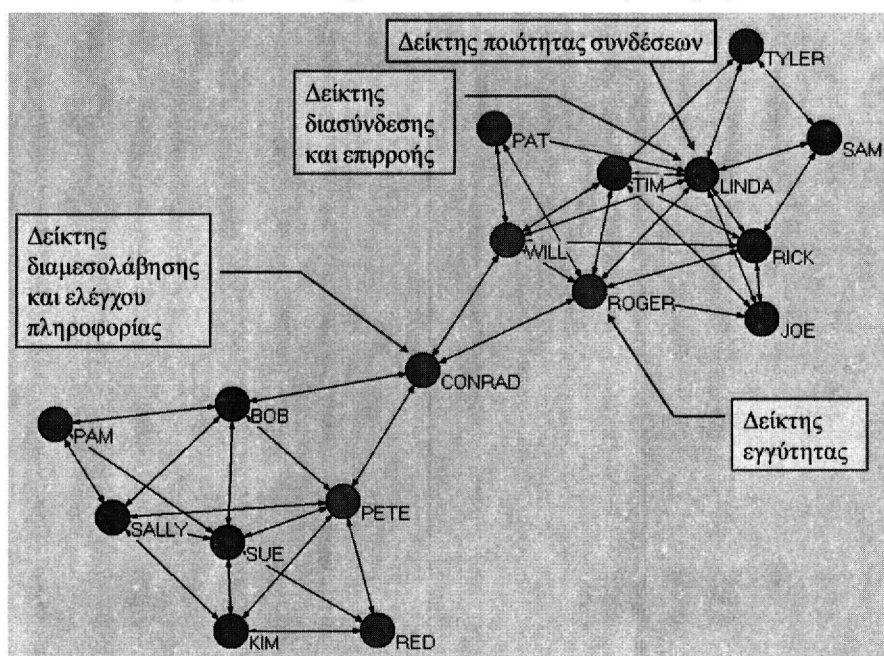 Δείκτης ποιότητας συνδέσεων
TYLER
Δείκτης
διασύνδεσης
και επιρροής
PAT
SAM
TIM
LINDA
Δείκτης
διαμεσολάβησης
και ελέγχου
πληροφορίας
WILL
RICK
ROGER
JOE
CONRAD
BOB
PAM
Δείκτης
εγγύτητας
PETE
SALLY
SUE
KIM
RED